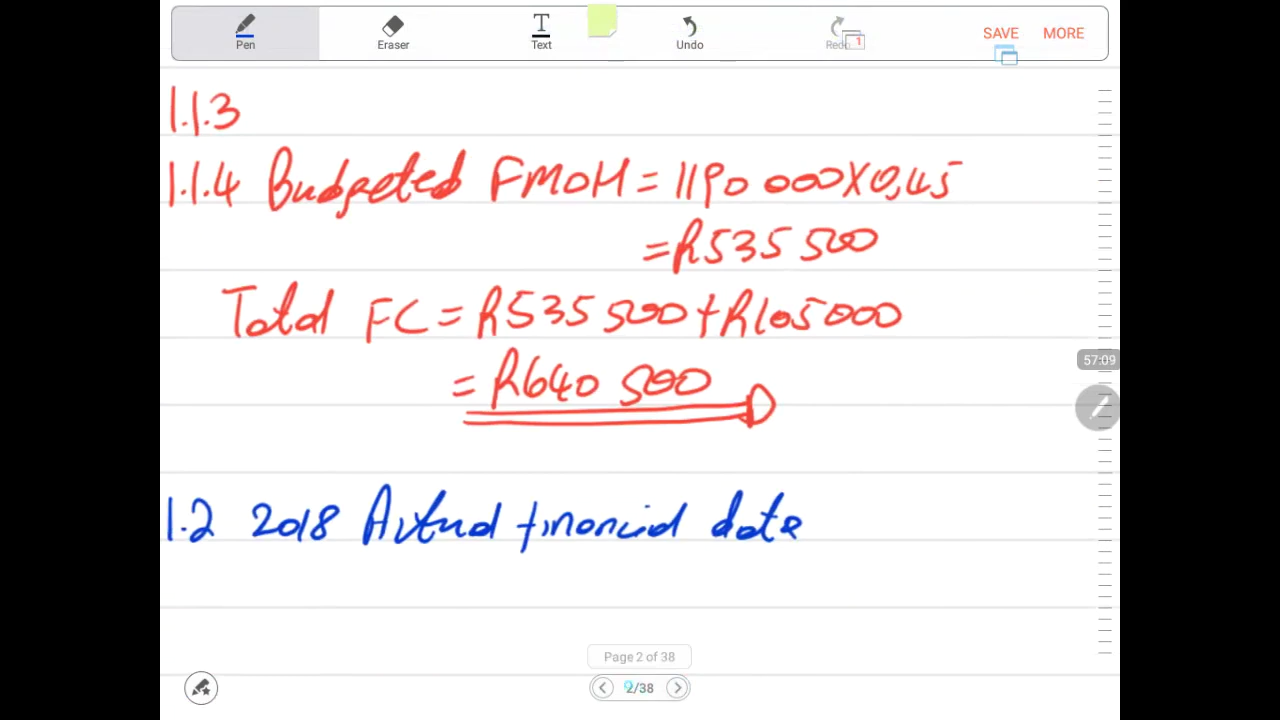 Pen Eraser Text Undo Redo 1 SAVE MORE
1.1.3
1.1.4 Budgeted FMOH = 1190 000 X 0,45
= R535 500
57:09
Total FC = R535 500 + R105 000
= R640 500
1.2 2018 Actual financial data
Page 2 of 38
2/38